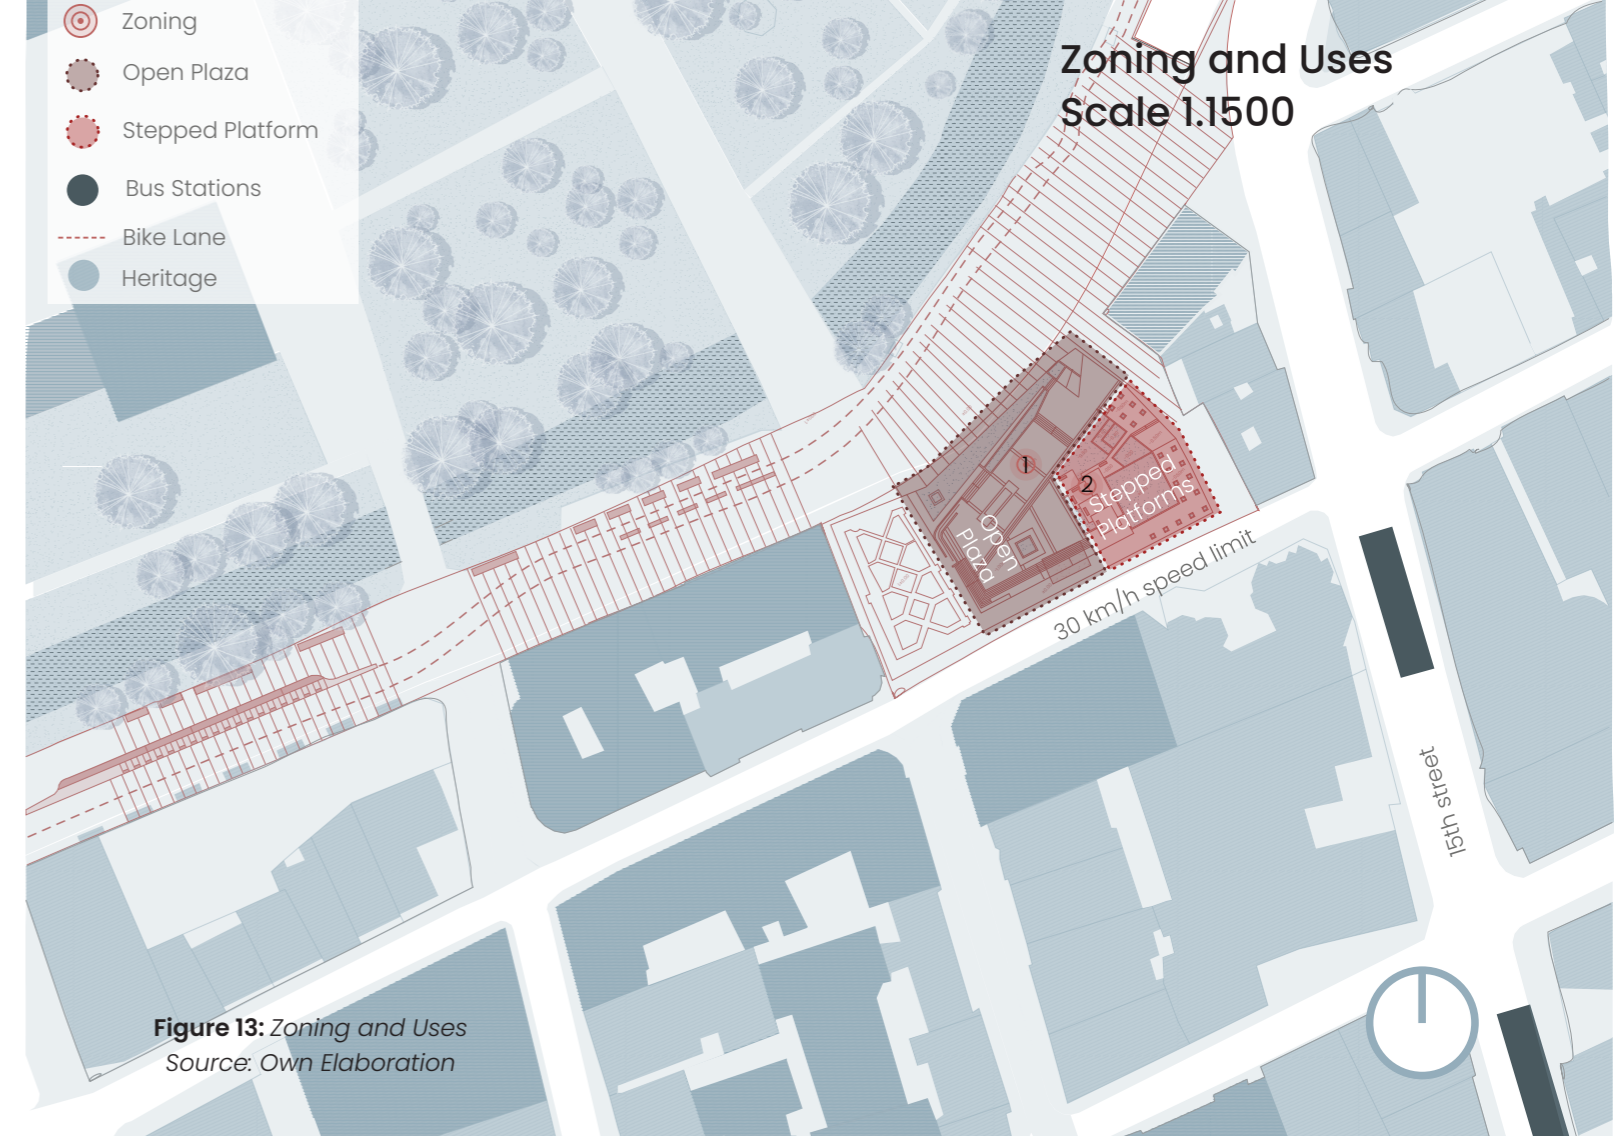 Zoning
Open Plaza
Stepped Platform
Bus Stations
Bike Lane
Heritage
Zoning and Uses
Scale 1.1500
1
2
Stepped
Platforms
Open
Plaza
30 km/h speed limit
15th street
Figure 13: Zoning and Uses
Source: Own Elaboration